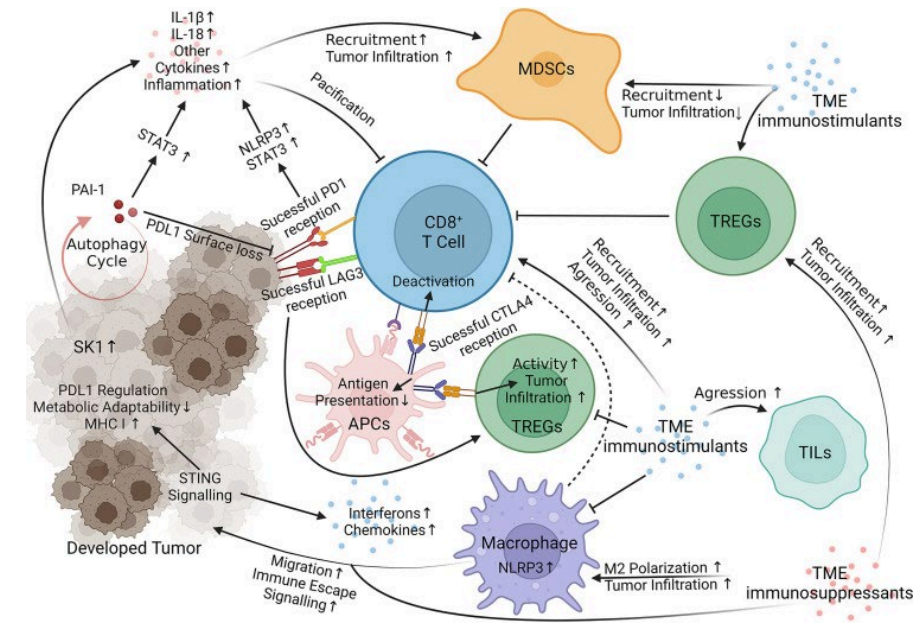 IL-1β↑
IL-18↑
Other
Cytokines↑
Inflammation↑
Recruitment↑
Tumor Infiltration ↑
MDSCs
Recruitment↓
Tumor Infiltration↓
TME
immunostimulants
Pacification
STAT3 ↑
NLRP3↑
STAT3 ↑
PAI-1
Autophagy
Cycle
PDL1 Surface loss
Sucessful PD1
reception
Sucessful LAG3
reception
CD8⁺
T Cell
Deactivation
TREGs
Recruitment↑
Tumor Infiltration ↑
Agression ↑
Recruitment↑
Tumor Infiltration ↑
Sucessful CTLA4
reception
SK1↑
PDL1 Regulation
Metabolic Adaptability↓
MHC I ↑
Antigen
Presentation↓
APCs
Activity↑
Tumor
Infiltration ↑
TREGs
Agression ↑
TME
immunostimulants
TILs
STING
Signalling
Interferons↑
Chemokines↑
Developed Tumor
Migration↑
Immune Escape
Signalling↑
Macrophage
NLRP3↑
M2 Polarization ↑
Tumor Infiltration ↑
TME
immunosuppressants